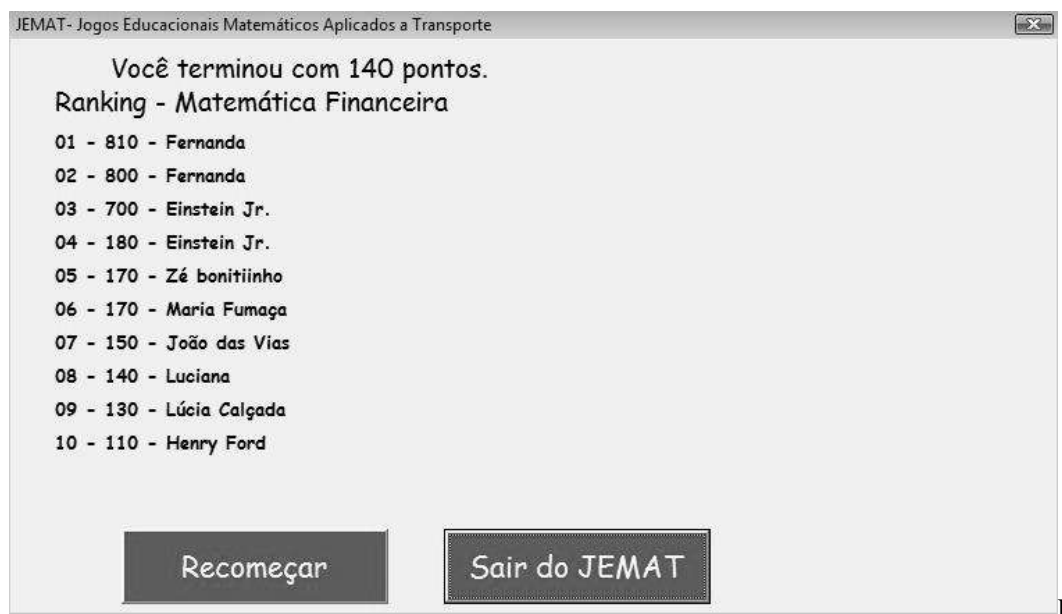 JEMAT- Jogos Educacionais Matemáticos Aplicados a Transporte
Você terminou com 140 pontos.
Ranking - Matemática Financeira
01 - 810 - Fernanda
02 - 800 - Fernanda
03 - 700 - Einstein Jr.
04 - 180 - Einstein Jr.
05 - 170 - Zé bonitiinho
06 - 170 - Maria Fumaça
07 - 150 - João das Vias
08 - 140 - Luciana
09 - 130 - Lúcia Calçada
10 - 110 - Henry Ford
Recomeçar
Sair do JEMAT